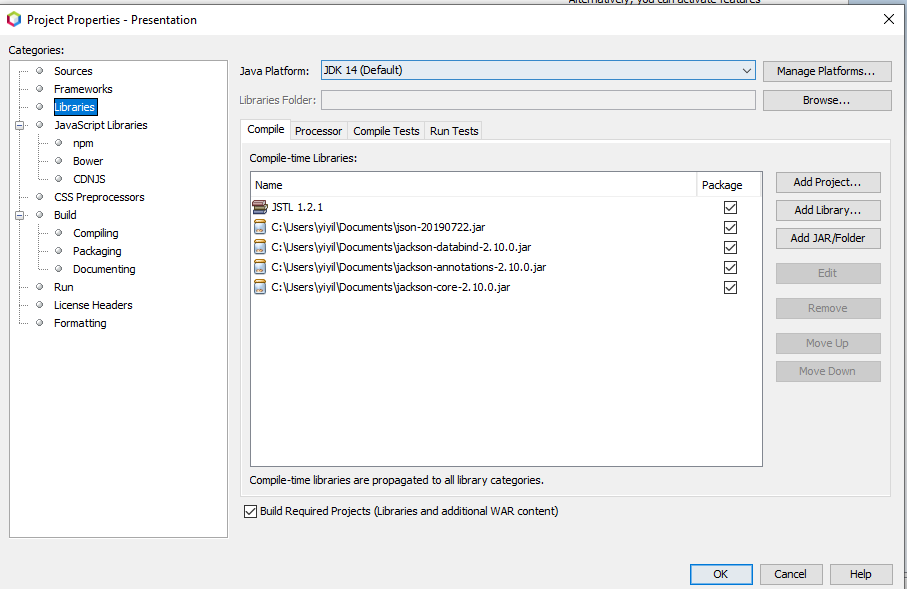 Alternatively, you can activate features
Project Properties - Presentation
Categories:
Sources
Frameworks
Libraries
JavaScript Libraries
npm
Bower
CDNJS
CSS Preprocessors
Build
Compiling
Packaging
Documenting
Run
License Headers
Formatting
Java Platform: JDK 14 (Default) Manage Platforms...
Libraries Folder: Browse...
Compile Processor Compile Tests Run Tests
Compile-time Libraries:
Name Package
JSTL 1.2.1
C:\Users\yiyil\Documents\json-20190722.jar
C:\Users\yiyil\Documents\jackson-databind-2.10.0.jar
C:\Users\yiyil\Documents\jackson-annotations-2.10.0.jar
C:\Users\yiyil\Documents\jackson-core-2.10.0.jar
Add Project...
Add Library...
Add JAR/Folder
Edit
Remove
Move Up
Move Down
Compile-time libraries are propagated to all library categories.
Build Required Projects (Libraries and additional WAR content)
OK Cancel Help